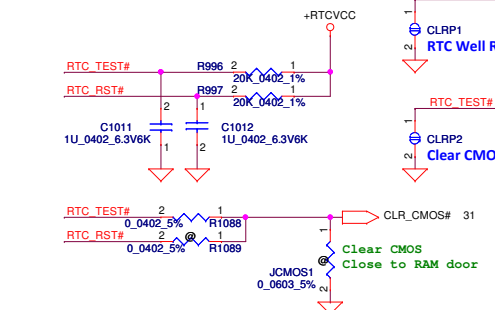 +RTCVCC
1
CLRP1
2
RTC Well R
RTC_TEST#
R996
2
1
20K_0402_1%
RTC_RST#
R997
2
1
20K_0402_1%
RTC_TEST#
2
1
C1011
C1012
1U_0402_6.3V6K
1U_0402_6.3V6K
1
2
1
CLRP2
2
Clear CMO
RTC_TEST#
2
1
0_0402_5%
R1088
CLR_CMOS#
31
RTC_RST#
2
@
1
0_0402_5%
R1089
1
Clear CMOS
@
Close to RAM door
JCMOS1
0_0603_5%
2